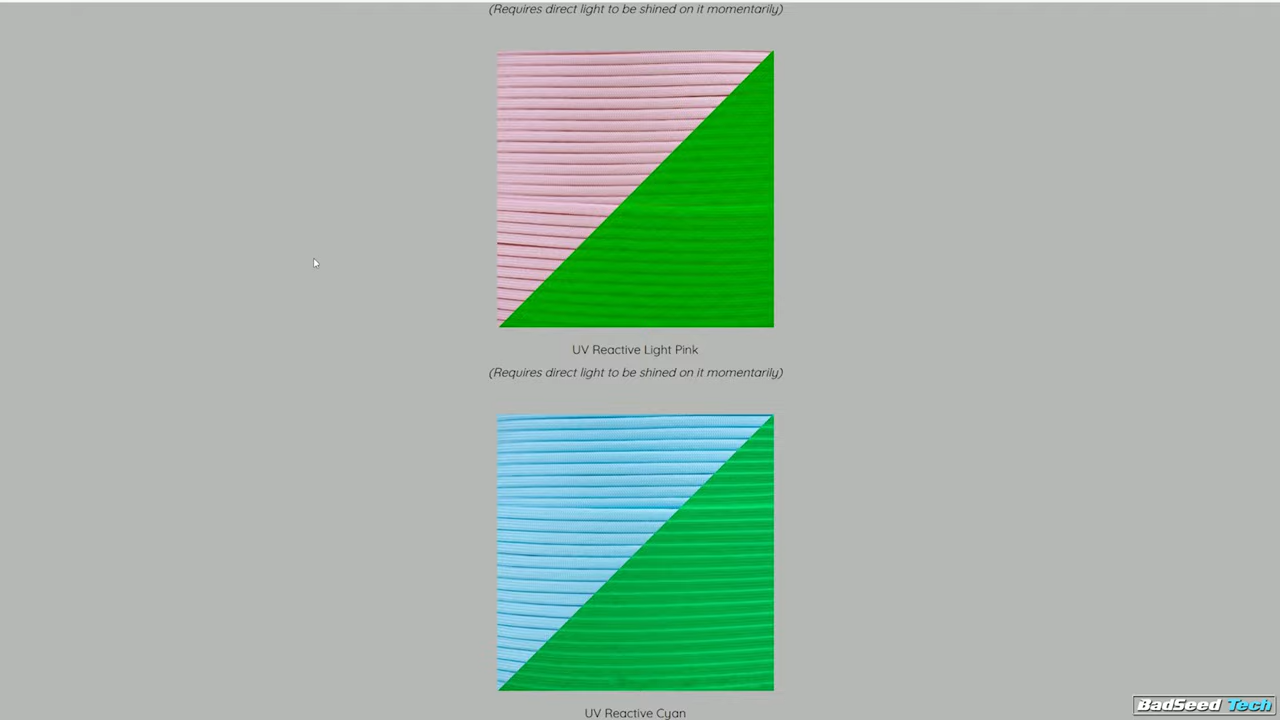 (Requires direct light to be shined on it momentarily)
UV Reactive Light Pink
(Requires direct light to be shined on it momentarily)
UV Reactive Cyan
BadSeed Tech